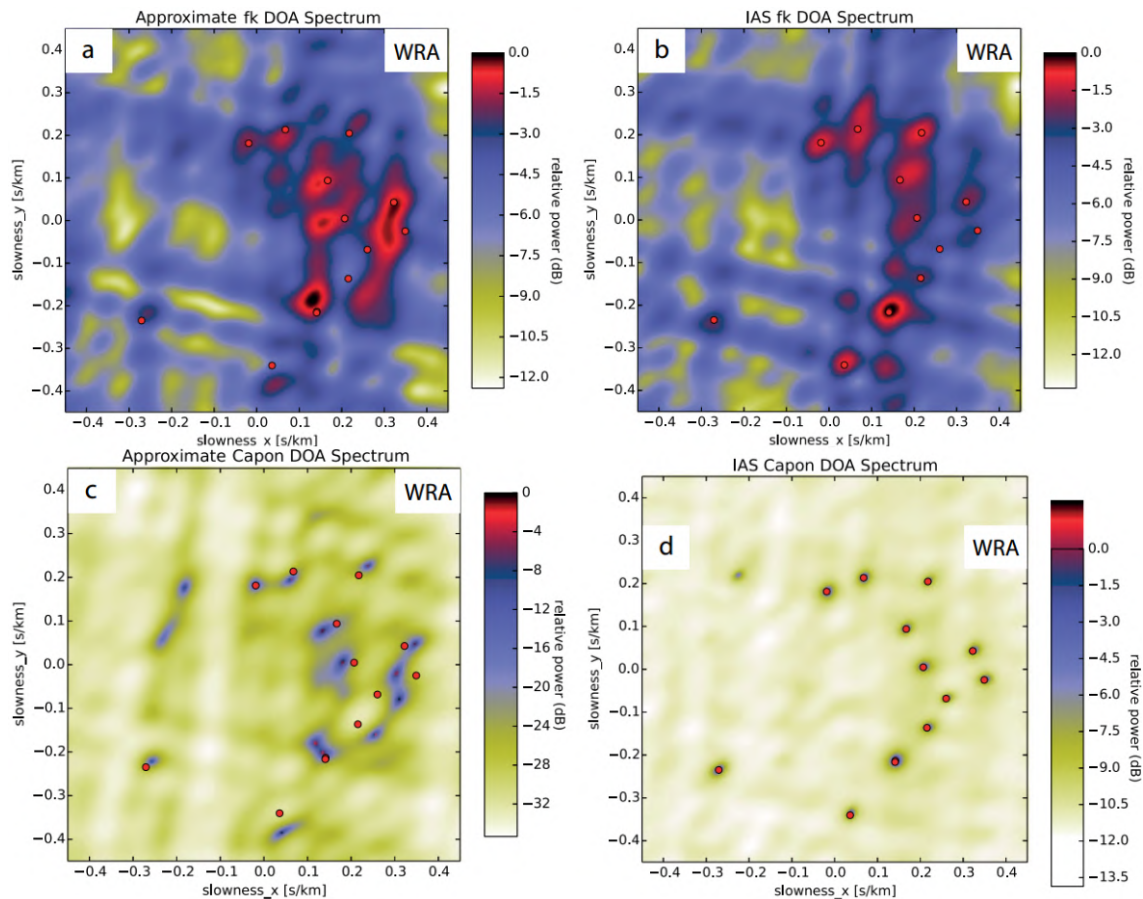 Approximate fk DOA Spectrum
a
WRA
0.4
0.3
0.2
0.1
0.0
−0.1
−0.2
−0.3
−0.4
slowness_y [s/km]
−0.4 −0.3 −0.2 −0.1 0.0 0.1 0.2 0.3 0.4
slowness_x [s/km]
0.0
−1.5
−3.0
−4.5
−6.0
−7.5
−9.0
−10.5
−12.0
relative power (dB)
IAS fk DOA Spectrum
b
WRA
0.4
0.3
0.2
0.1
0.0
−0.1
−0.2
−0.3
−0.4
slowness_y [s/km]
−0.4 −0.3 −0.2 −0.1 0.0 0.1 0.2 0.3 0.4
slowness_x [s/km]
0.0
−1.5
−3.0
−4.5
−6.0
−7.5
−9.0
−10.5
−12.0
relative power (dB)
Approximate Capon DOA Spectrum
c
WRA
0.4
0.3
0.2
0.1
0.0
−0.1
−0.2
−0.3
−0.4
slowness_y [s/km]
−0.4 −0.3 −0.2 −0.1 0.0 0.1 0.2 0.3 0.4
slowness_x [s/km]
0
−4
−8
−12
−16
−20
−24
−28
−32
relative power (dB)
IAS Capon DOA Spectrum
d
WRA
0.4
0.3
0.2
0.1
0.0
−0.1
−0.2
−0.3
−0.4
slowness_y [s/km]
−0.4 −0.3 −0.2 −0.1 0.0 0.1 0.2 0.3 0.4
slowness_x [s/km]
0.0
−1.5
−3.0
−4.5
−6.0
−7.5
−9.0
−10.5
−12.0
−13.5
relative power (dB)